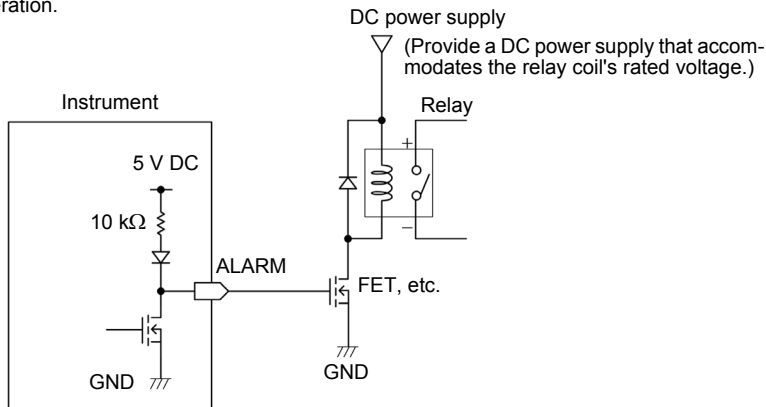 eration.
DC power supply
(Provide a DC power supply that accom-
modates the relay coil's rated voltage.)
Instrument
Relay
+
5 V DC
10 kΩ
−
ALARM
FET, etc.
GND
GND